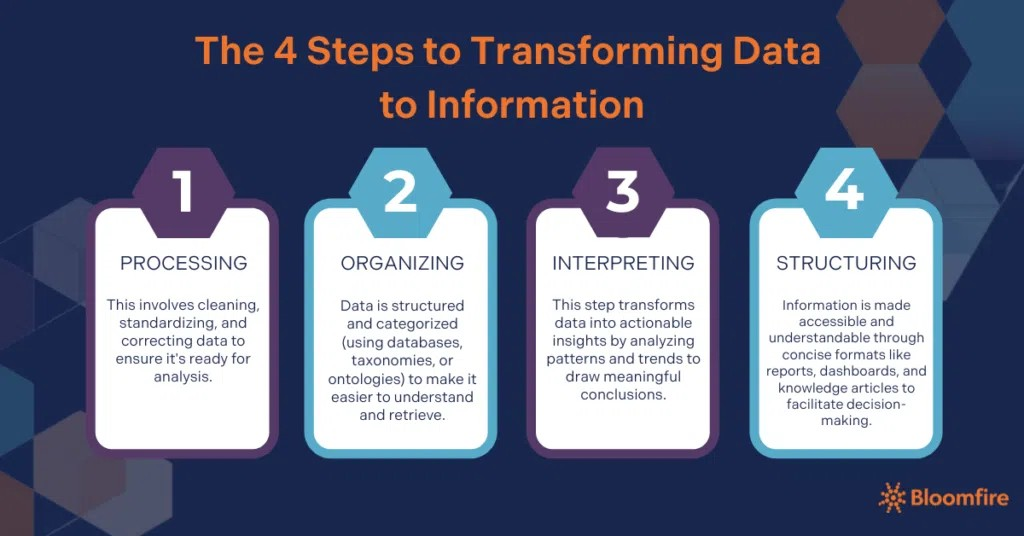 The 4 Steps to Transforming Data
to Information
1
PROCESSING
This involves cleaning,
standardizing, and
correcting data to
ensure it's ready for
analysis.
2
ORGANIZING
Data is structured
and categorized
(using databases,
taxonomies, or
ontologies) to make it
easier to understand
and retrieve.
3
INTERPRETING
This step transforms
data into actionable
insights by analyzing
patterns and trends to
draw meaningful
conclusions.
4
STRUCTURING
Information is made
accessible and
understandable through
concise formats like
reports, dashboards, and
knowledge articles to
facilitate decision-
making.
Bloomfire